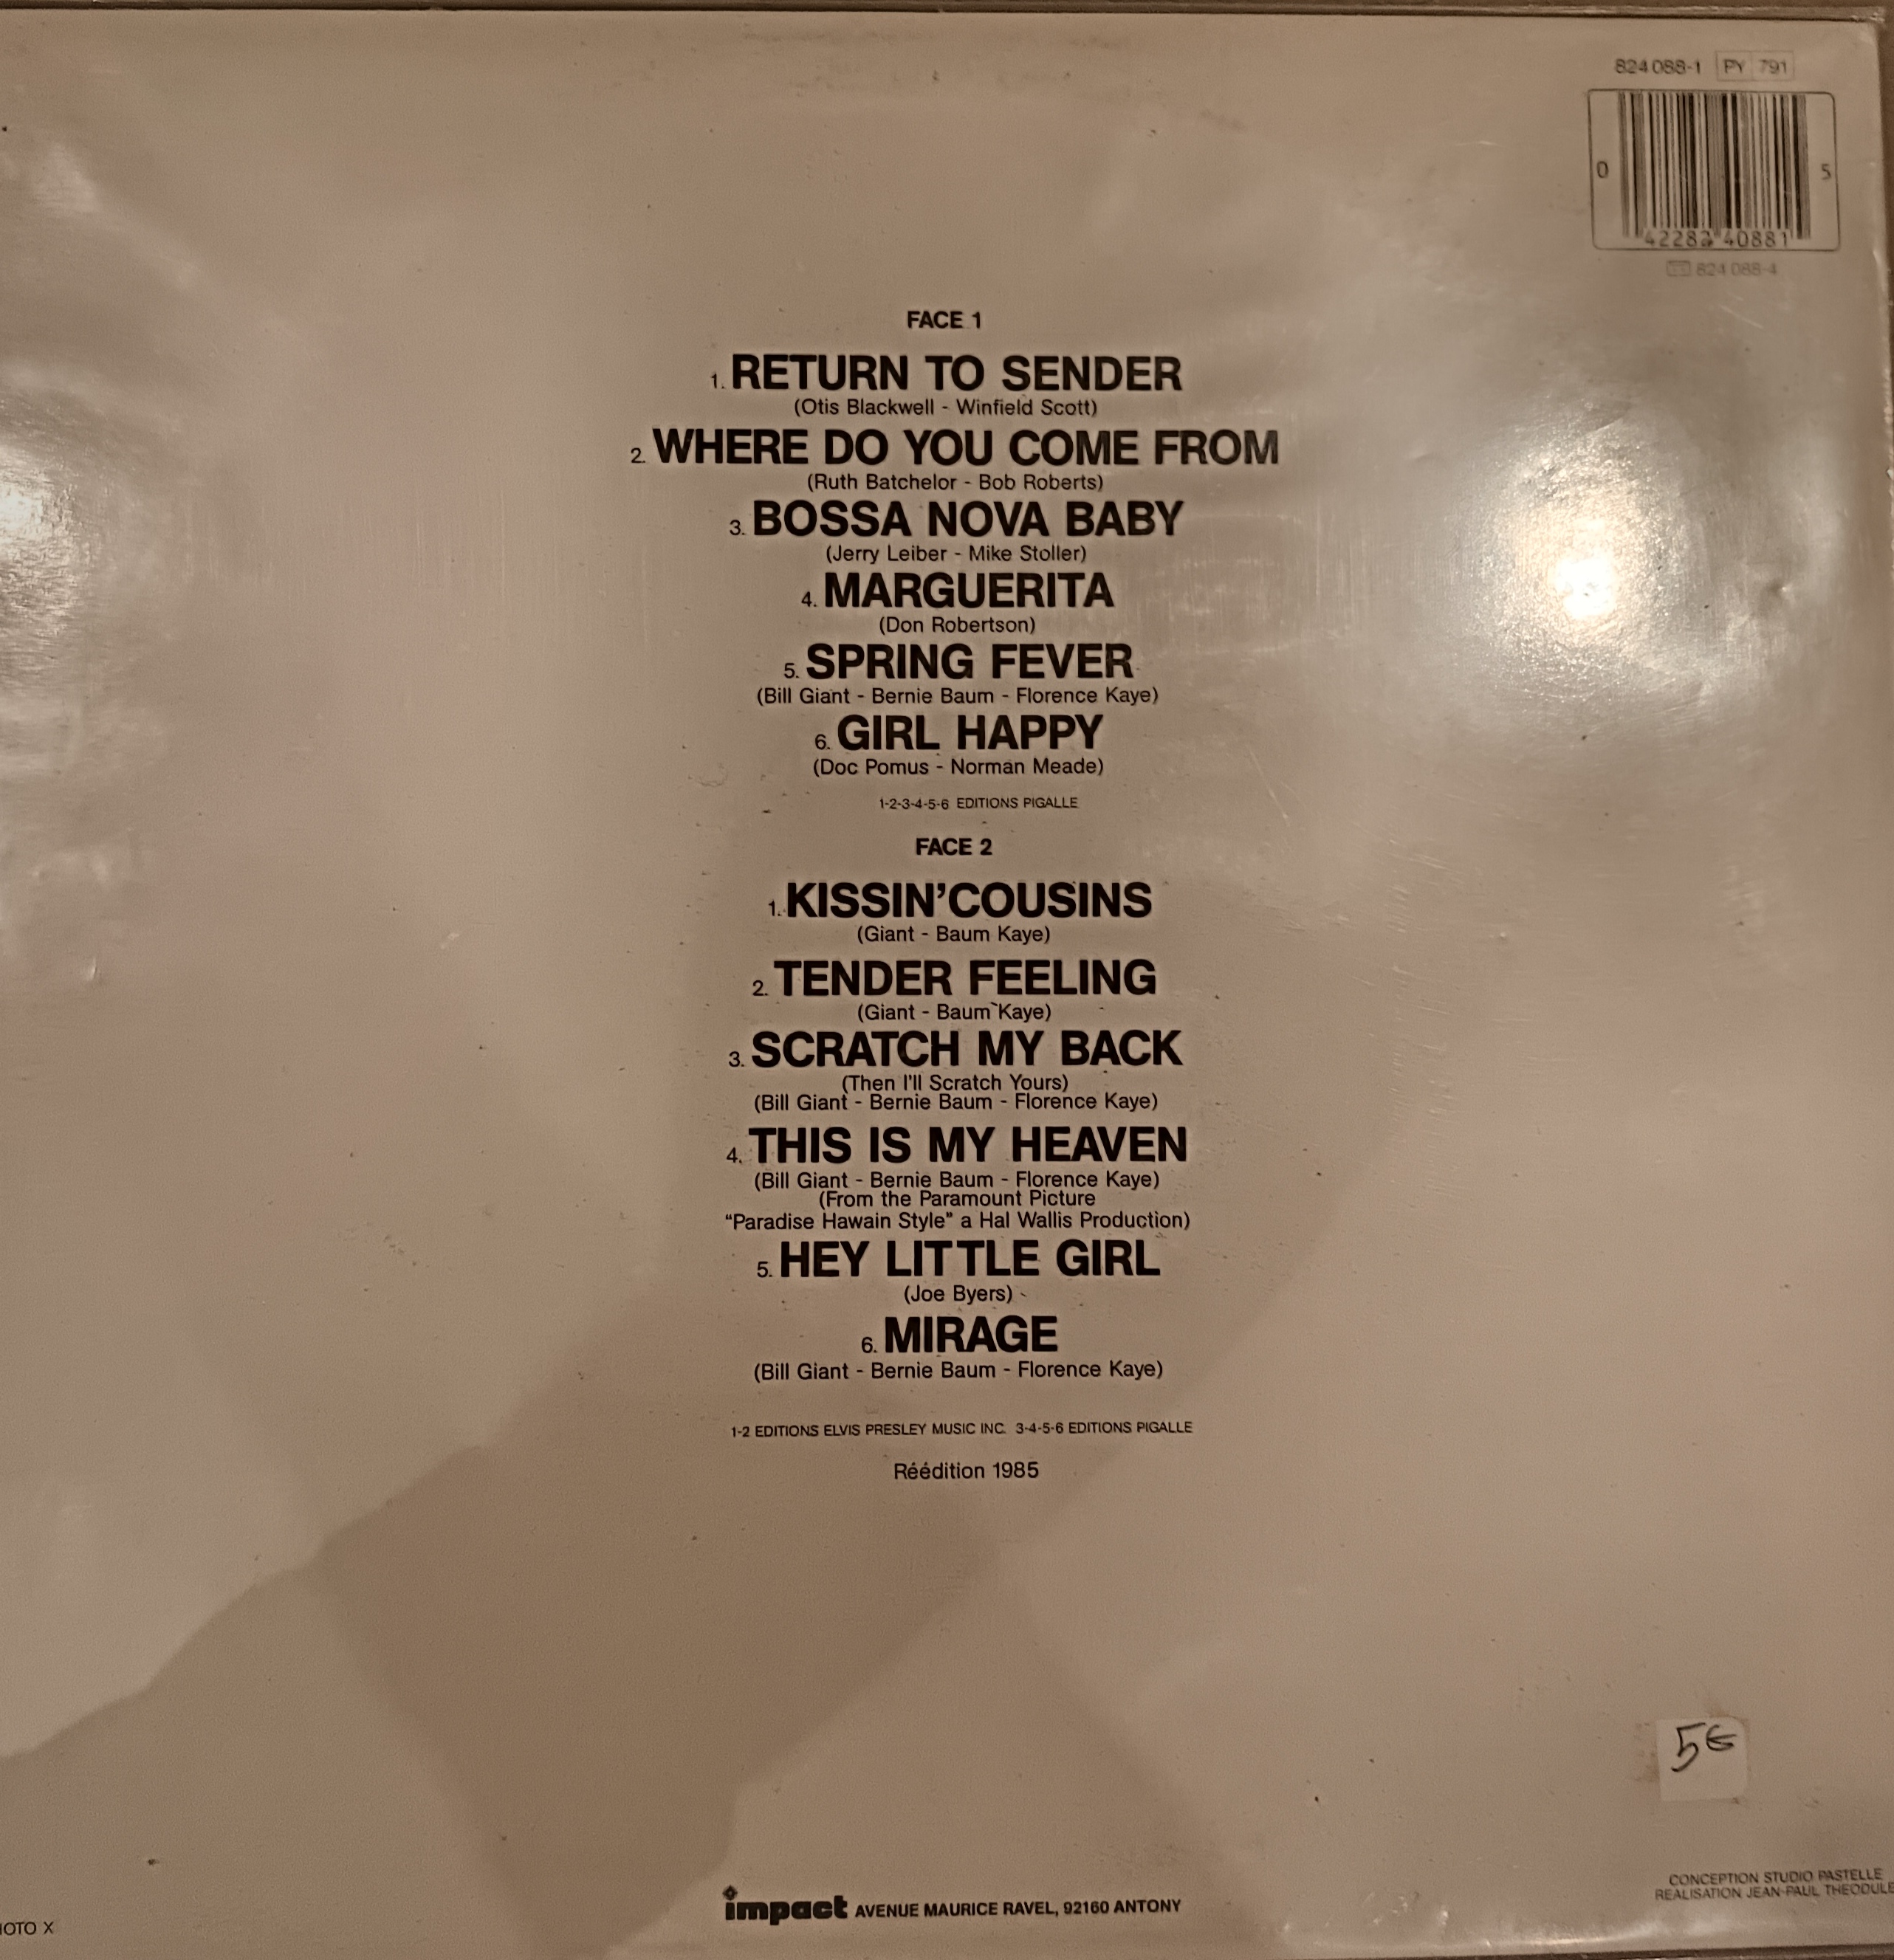 824 088-1 PY 791
0 5
42282 40881
824 088-4
FACE 1
1. RETURN TO SENDER
(Otis Blackwell - Winfield Scott)
2. WHERE DO YOU COME FROM
(Ruth Batchelor - Bob Roberts)
3. BOSSA NOVA BABY
(Jerry Leiber - Mike Stoller)
4. MARGUERITA
(Don Robertson)
5. SPRING FEVER
(Bill Giant - Bernie Baum - Florence Kaye)
6. GIRL HAPPY
(Doc Pomus - Norman Meade)
1-2-3-4-5-6 EDITIONS PIGALLE
FACE 2
1. KISSIN'COUSINS
(Giant - Baum Kaye)
2. TENDER FEELING
(Giant - Baum Kaye)
3. SCRATCH MY BACK
(Then I'll Scratch Yours)
(Bill Giant - Bernie Baum - Florence Kaye)
4. THIS IS MY HEAVEN
(Bill Giant - Bernie Baum - Florence Kaye)
(From the Paramount Picture
“Paradise Hawain Style” a Hal Wallis Production)
5. HEY LITTLE GIRL
(Joe Byers)
6. MIRAGE
(Bill Giant - Bernie Baum - Florence Kaye)
1-2 EDITIONS ELVIS PRESLEY MUSIC INC. 3-4-5-6 EDITIONS PIGALLE
Réédition 1985
5€
impact AVENUE MAURICE RAVEL, 92160 ANTONY
CONCEPTION STUDIO PASTELLE
REALISATION JEAN-PAUL THEODULE
OTO X